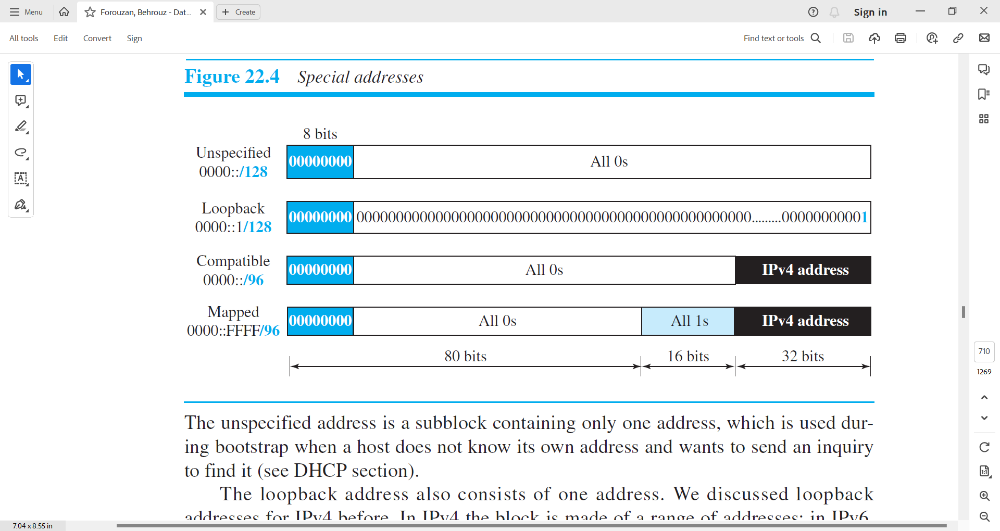 Menu
Forouzan, Behrouz - Dat...
Create
Sign in
All tools
Edit
Convert
Sign
Find text or tools
Figure 22.4 Special addresses
8 bits
Unspecified
0000::/128
00000000
All 0s
Loopback
0000::1/128
00000000
Compatible
0000::/96
00000000
All 0s
IPv4 address
Mapped
0000::FFFF/96
00000000
All 0s
All 1s
IPv4 address
80 bits
16 bits
32 bits
The unspecified address is a subblock containing only one address, which is used dur-
ing bootstrap when a host does not know its own address and wants to send an inquiry
to find it (see DHCP section).
The loopback address also consists of one address. We discussed loopback
addresses for IPv4 before. In IPv4 the block is made of a range of addresses; in IPv6,
710
1269
7.04 x 8.55 in